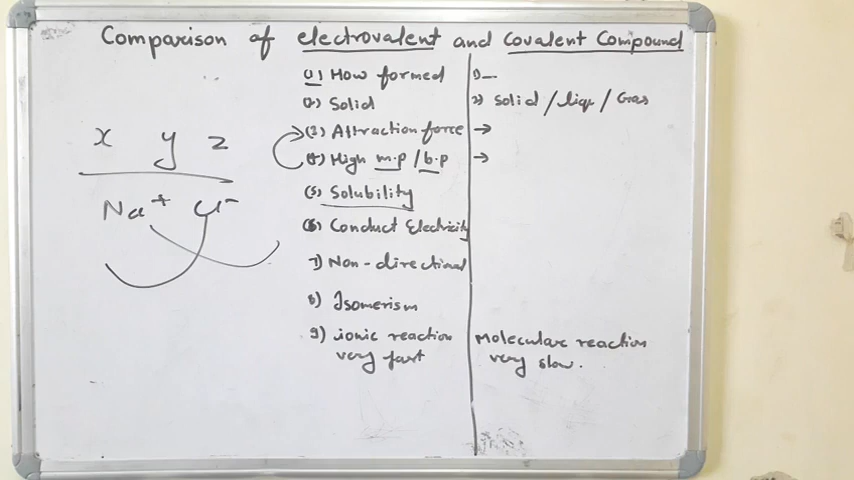 Comparison of electrovalent and Covalent Compound
(1) How formed
1)
(2) Solid
2) Solid / liq. / Gas
(3) Attraction force →
(4) High m.p / b.p →
(5) Solubility
(6) Conduct Electricity
7) Non-directional
8) Isomerism
9) ionic reaction
very fast
Molecular reaction
very slow.
x y z
Na+ Cl-